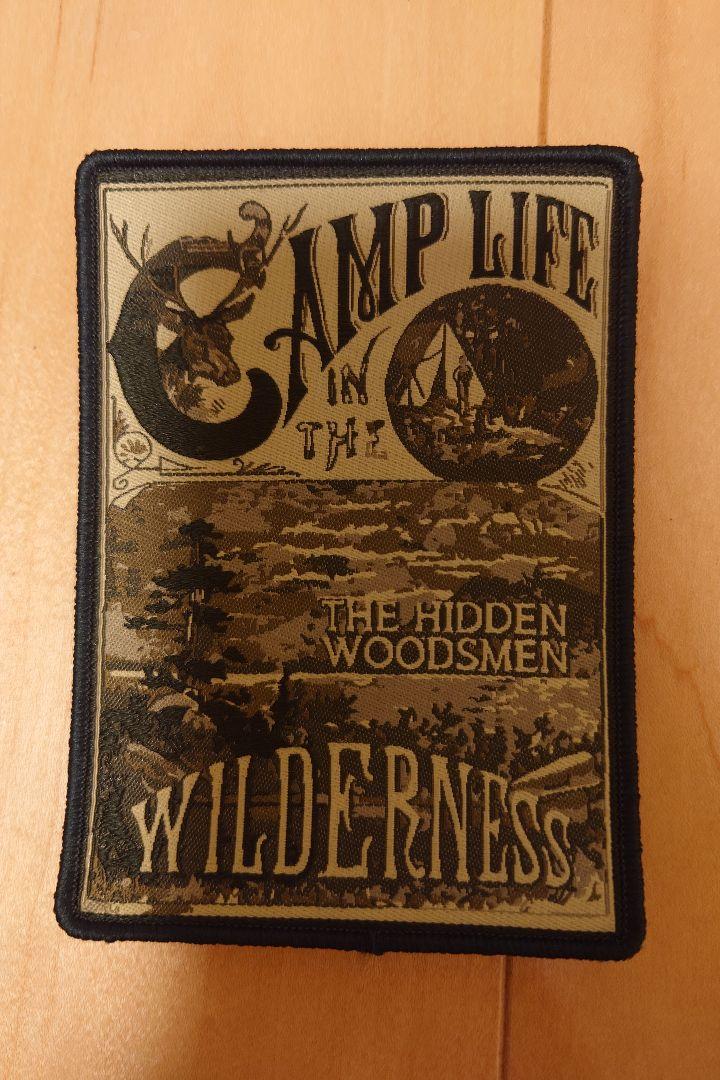 CAMP LIFE
IN
THE
THE HIDDEN
WOODSMEN
WILDERNESS